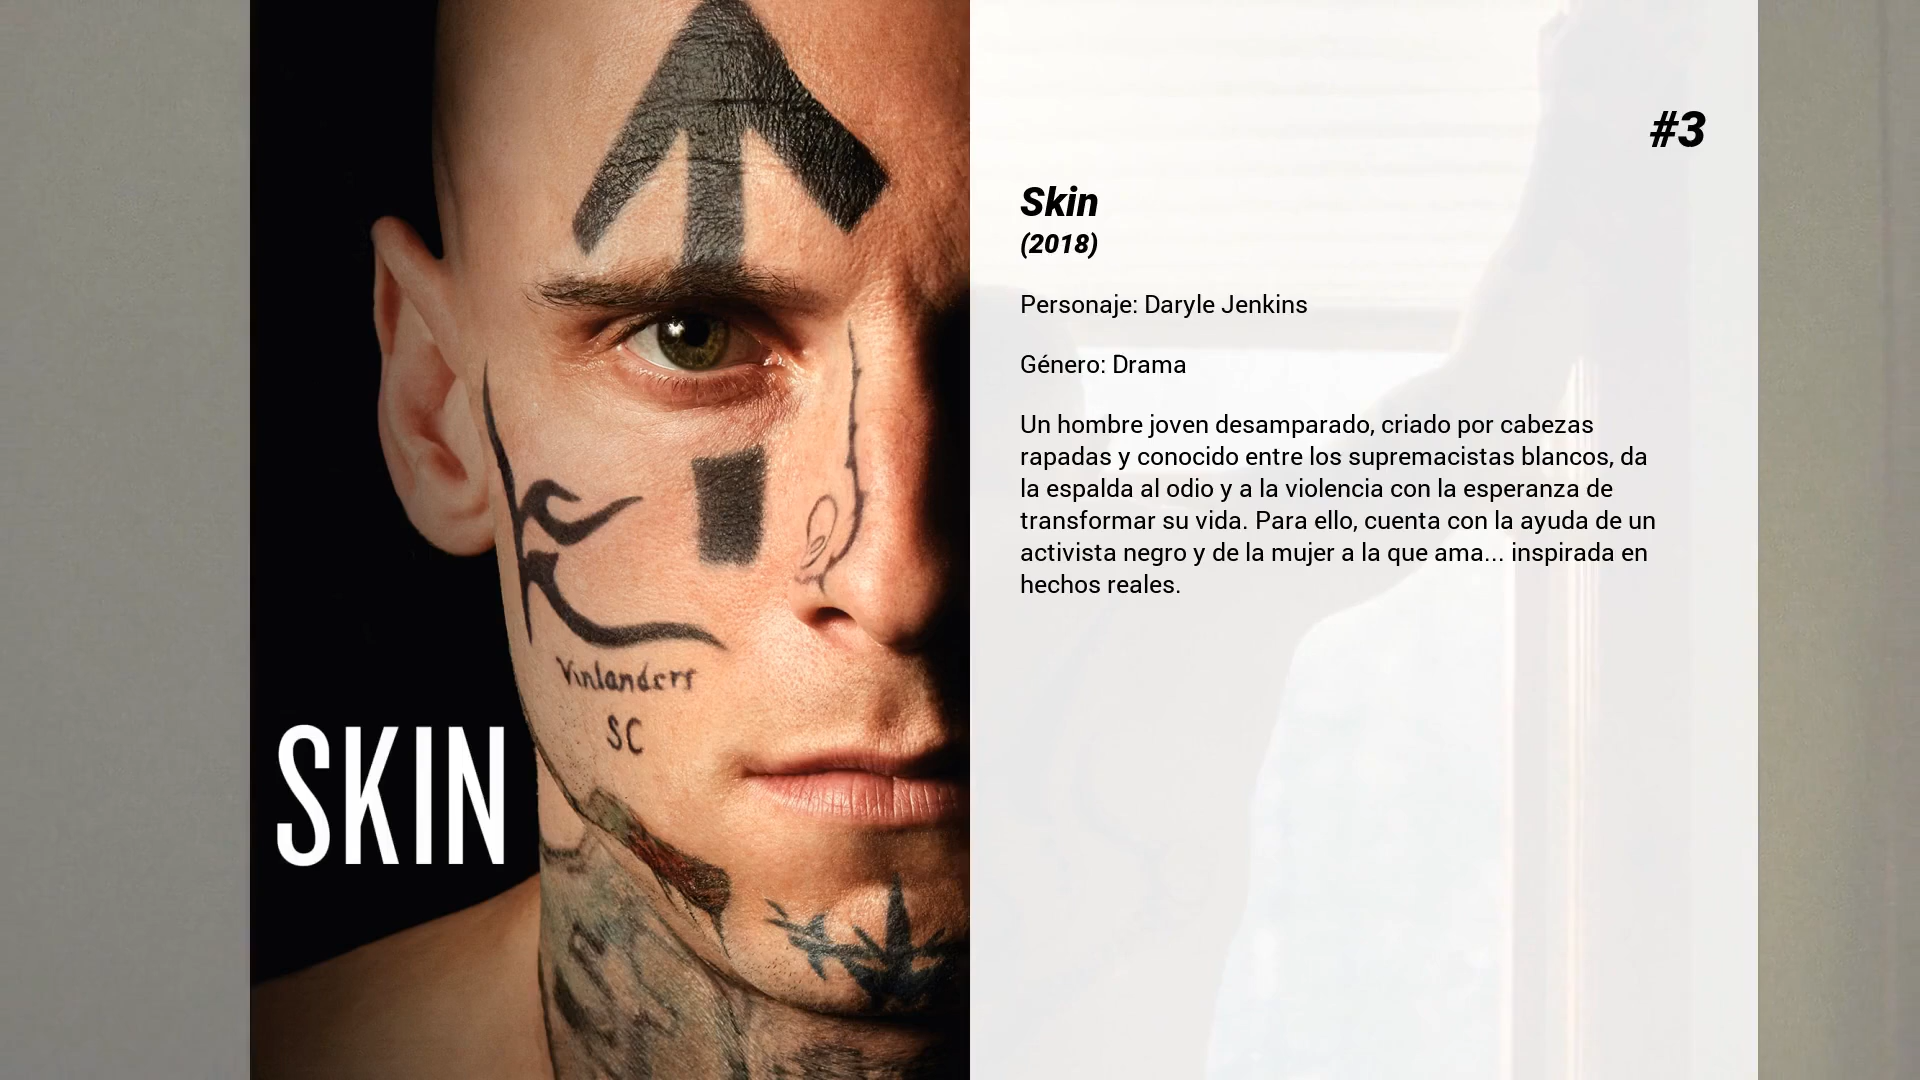 #3
Skin
(2018)
Personaje: Daryle Jenkins
Género: Drama
Un hombre joven desamparado, criado por cabezas
rapadas y conocido entre los supremacistas blancos, da
la espalda al odio y a la violencia con la esperanza de
transformar su vida. Para ello, cuenta con la ayuda de un
activista negro y de la mujer a la que ama... inspirada en
hechos reales.
Vinlanders
SC
SKIN